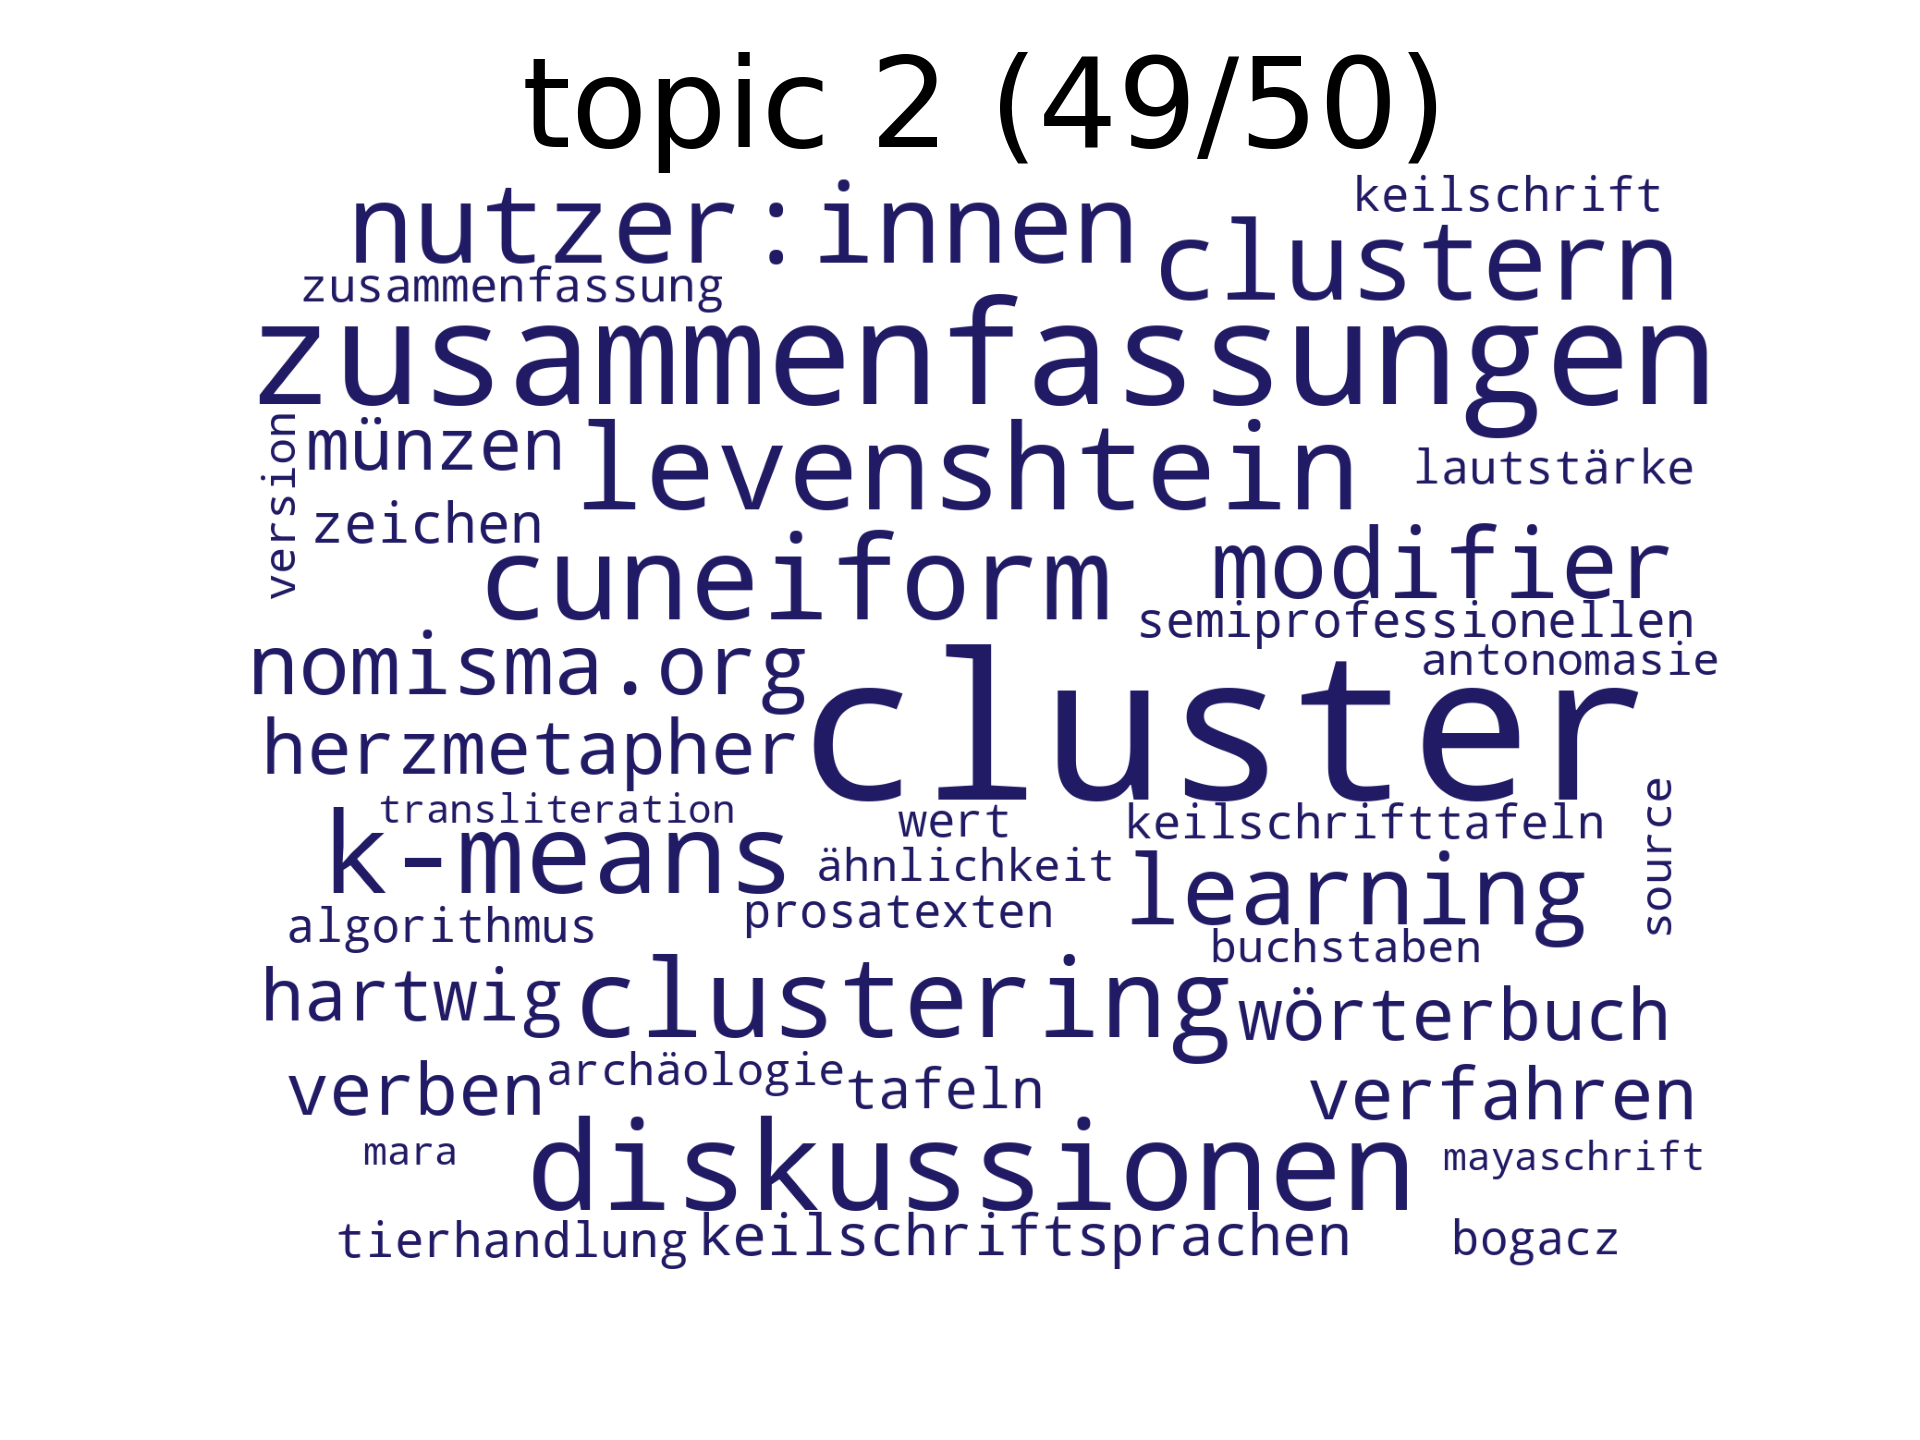 topic 2 (49/50)
nutzer:innen
keilschrift
clustern
zusammenfassung
zusammenfassungen
version
münzen
levenshtein
lautstärke
zeichen
cuneiform
modifier
semiprofessionellen
nomisma.org
antonomasie
cluster
herzmetapher
transliteration
wert
keilschrifttafeln
source
k-means
ähnlichkeit
learning
algorithmus
prosatexten
buchstaben
hartwig
clustering
wörterbuch
verben
archäologie
tafeln
verfahren
mara
diskussionen
mayaschrift
tierhandlung
keilschriftsprachen
bogacz